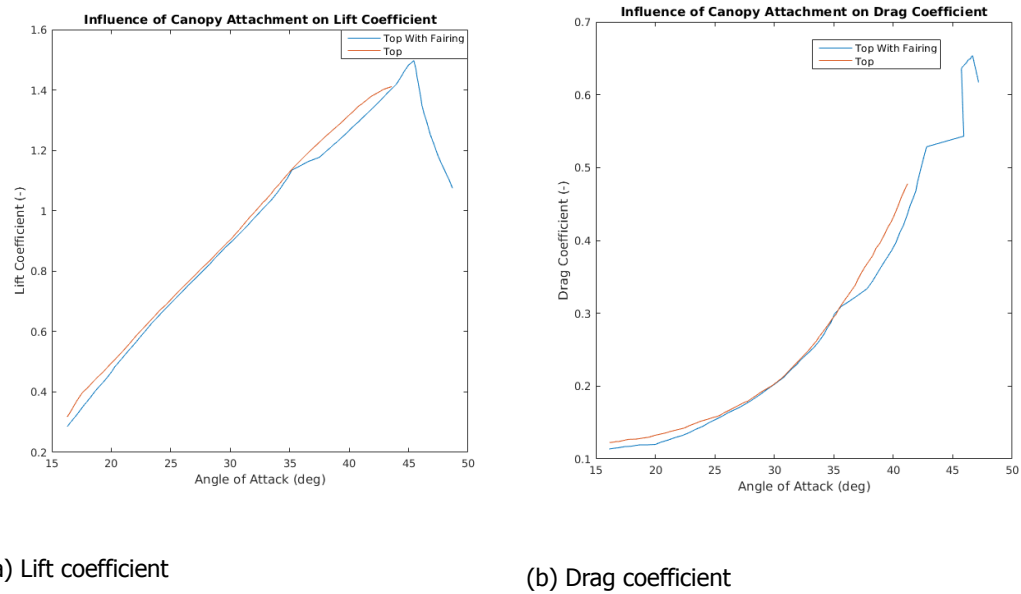 Influence of Canopy Attachment on Lift Coefficient
Top With Fairing
Top
1.6
1.4
1.2
1
0.8
0.6
0.4
0.2
Lift Coefficient (-)
15 20 25 30 35 40 45 50
Angle of Attack (deg)
a) Lift coefficient
Influence of Canopy Attachment on Drag Coefficient
Top With Fairing
Top
0.7
0.6
0.5
0.4
0.3
0.2
0.1
Drag Coefficient (-)
15 20 25 30 35 40 45 50
Angle of Attack (deg)
(b) Drag coefficient